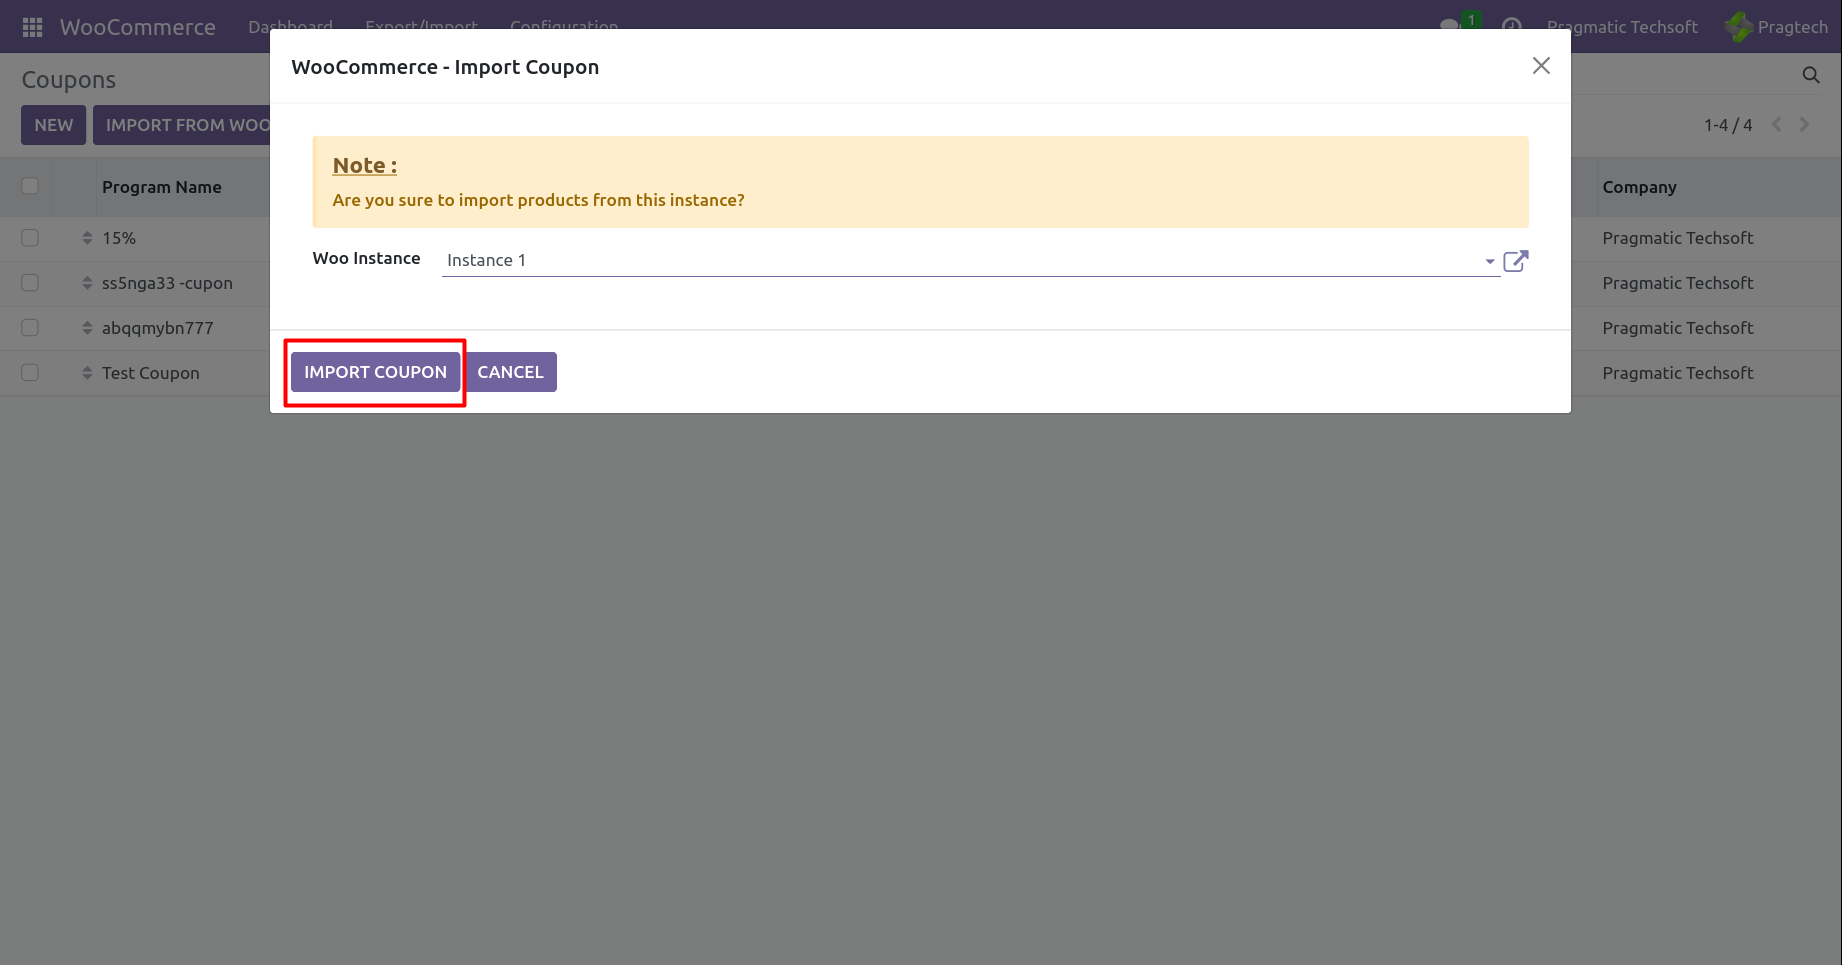 WooCommerce Dashboard Export/Import Configuration 1 Pragmatic Techsoft Pragtech
Coupons
NEW IMPORT FROM WOO
1-4 / 4
Program Name Company
15% Pragmatic Techsoft
ss5nga33 -cupon Pragmatic Techsoft
abqqmybn777 Pragmatic Techsoft
Test Coupon Pragmatic Techsoft
WooCommerce - Import Coupon
Note :
Are you sure to import products from this instance?
Woo Instance Instance 1
IMPORT COUPON CANCEL